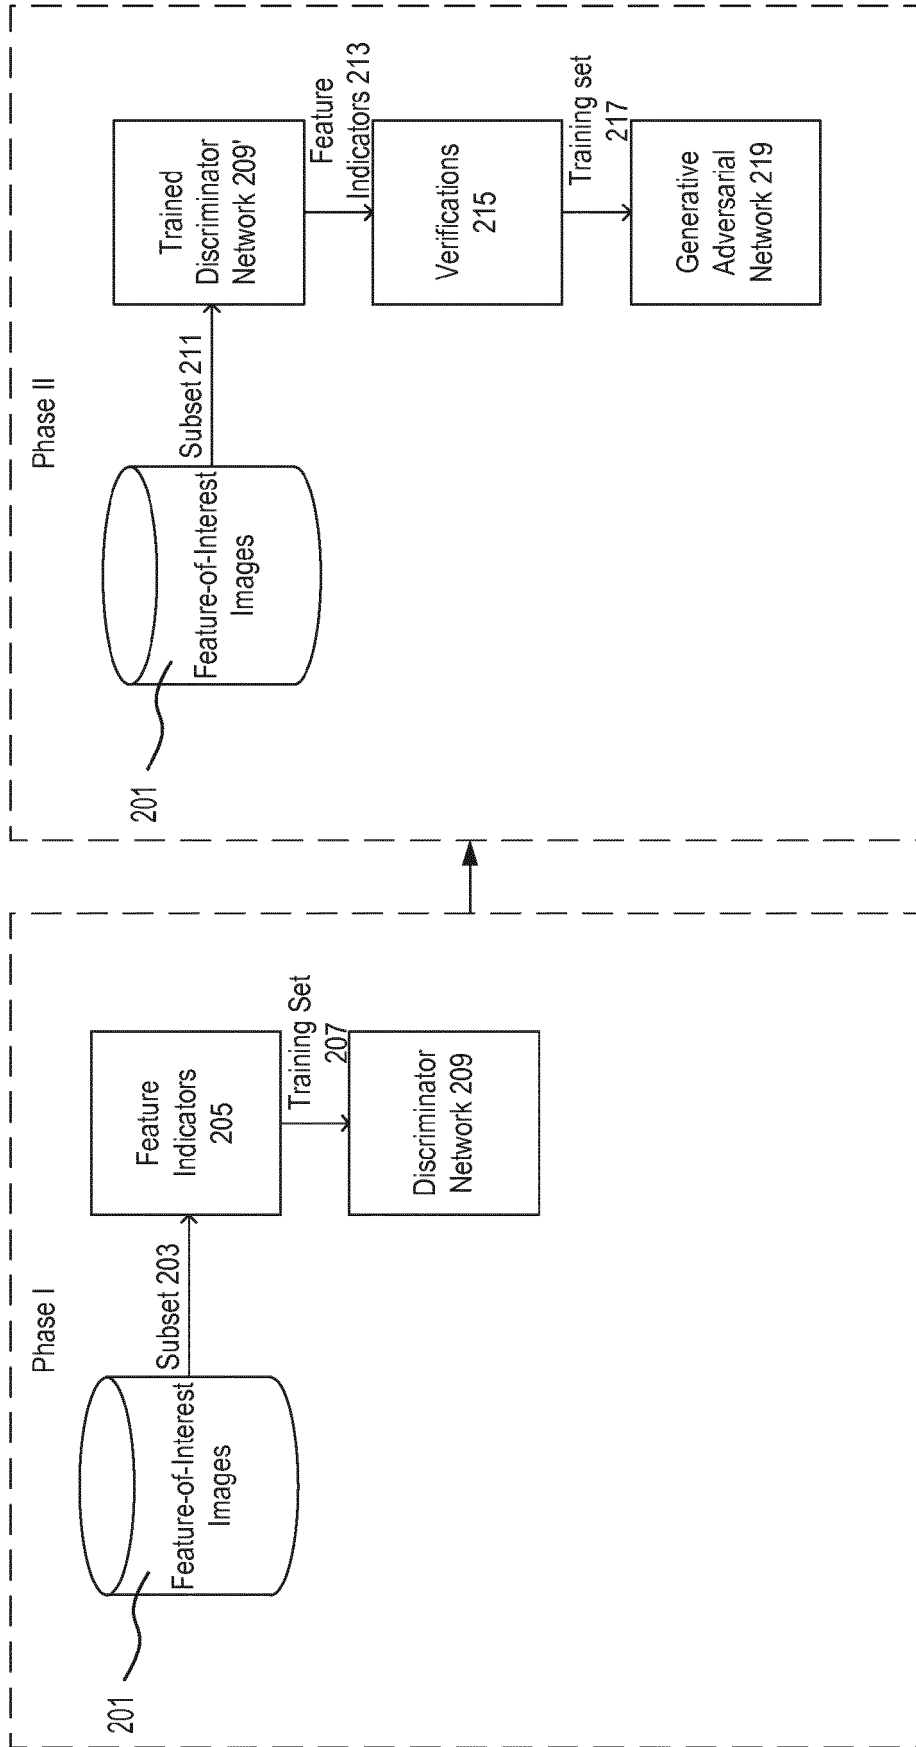 Phase I
201
Feature-of-Interest
Images
Subset 203
Feature
Indicators
205
Training Set
207
Discriminator
Network 209
Phase II
201
Feature-of-Interest
Images
Subset 211
Trained
Discriminator
Network 209'
Feature
Indicators 213
Verifications
215
Training set
217
Generative
Adversarial
Network 219